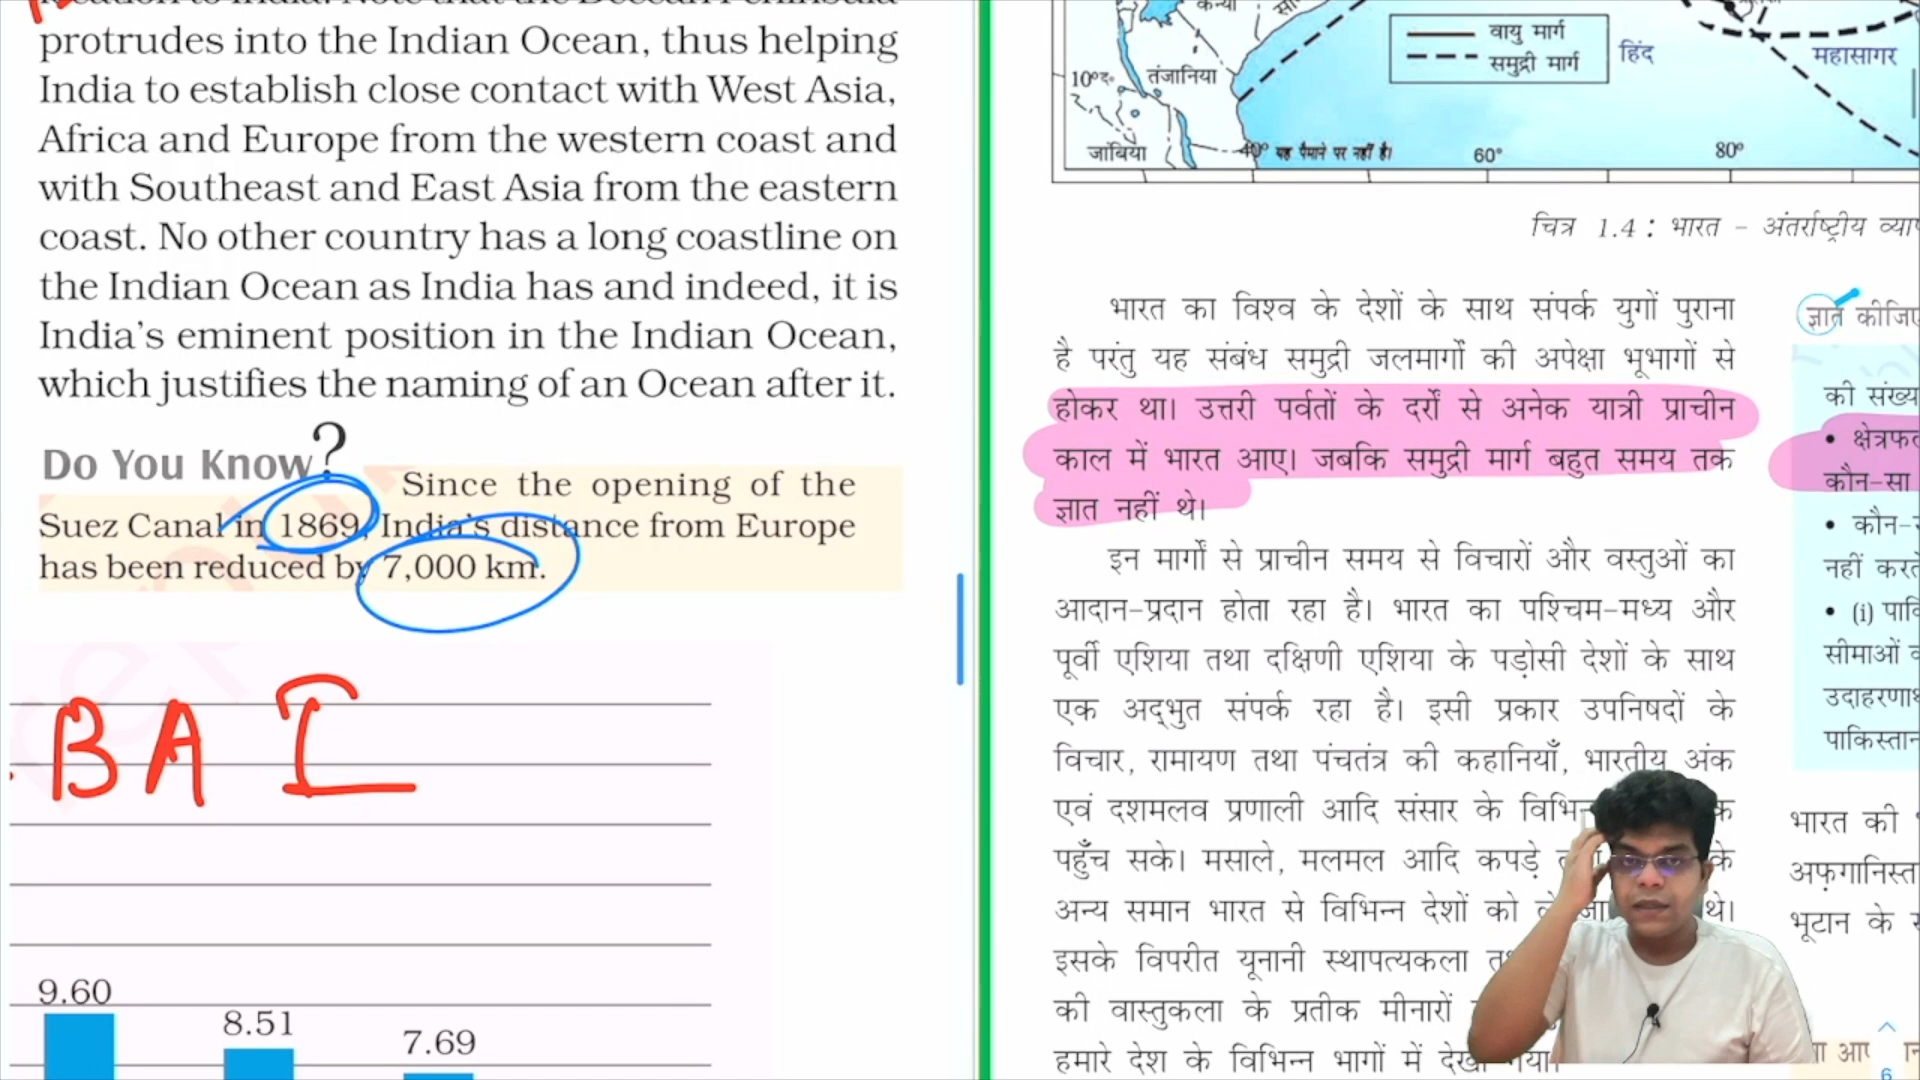 protrudes into the Indian Ocean, thus helping
India to establish close contact with West Asia,
Africa and Europe from the western coast and
with Southeast and East Asia from the eastern
coast. No other country has a long coastline on
the Indian Ocean as India has and indeed, it is
India's eminent position in the Indian Ocean,
which justifies the naming of an Ocean after it.
Do You Know?
Since the opening of the
Suez Canal in 1869, India's distance from Europe
has been reduced by 7,000 km.
BAI
9.60
8.51
7.69
वायु मार्ग
समुद्री मार्ग
हिंद
महासागर
10°द॰
तंजानिया
जांबिया
40°
यह पैमाने पर नहीं है।
60°
80°
चित्र 1.4 : भारत – अंतर्राष्ट्रीय
भारत का विश्व के देशों के साथ संपर्क युगों पुराना
है परंतु यह संबंध समुद्री जलमार्गों की अपेक्षा भूभागों से
होकर था। उत्तरी पर्वतों के दर्रों से अनेक यात्री प्राचीन
काल में भारत आए। जबकि समुद्री मार्ग बहुत समय तक
ज्ञात नहीं थे।
इन मार्गों से प्राचीन समय से विचारों और वस्तुओं का
आदान-प्रदान होता रहा है। भारत का पश्चिम-मध्य और
पूर्वी एशिया तथा दक्षिणी एशिया के पड़ोसी देशों के साथ
एक अद्भुत संपर्क रहा है। इसी प्रकार उपनिषदों के
विचार, रामायण तथा पंचतंत्र की कहानियाँ, भारतीय अंक
एवं दशमलव प्रणाली आदि संसार के
पहुँच सके। मसाले, मलमल आदि कपड़े के
अन्य समान भारत से विभिन्न देशों को थे।
इसके विपरीत यूनानी स्थापत्यकला
की वास्तुकला के प्रतीक मीनारों
हमारे देश के विभिन्न भागों में देखा गया।
ज्ञात कीजिए
की
•
कौन-सा
•
नहीं करते
• (i)
सीमाओं
भारत की
भूटान के
6